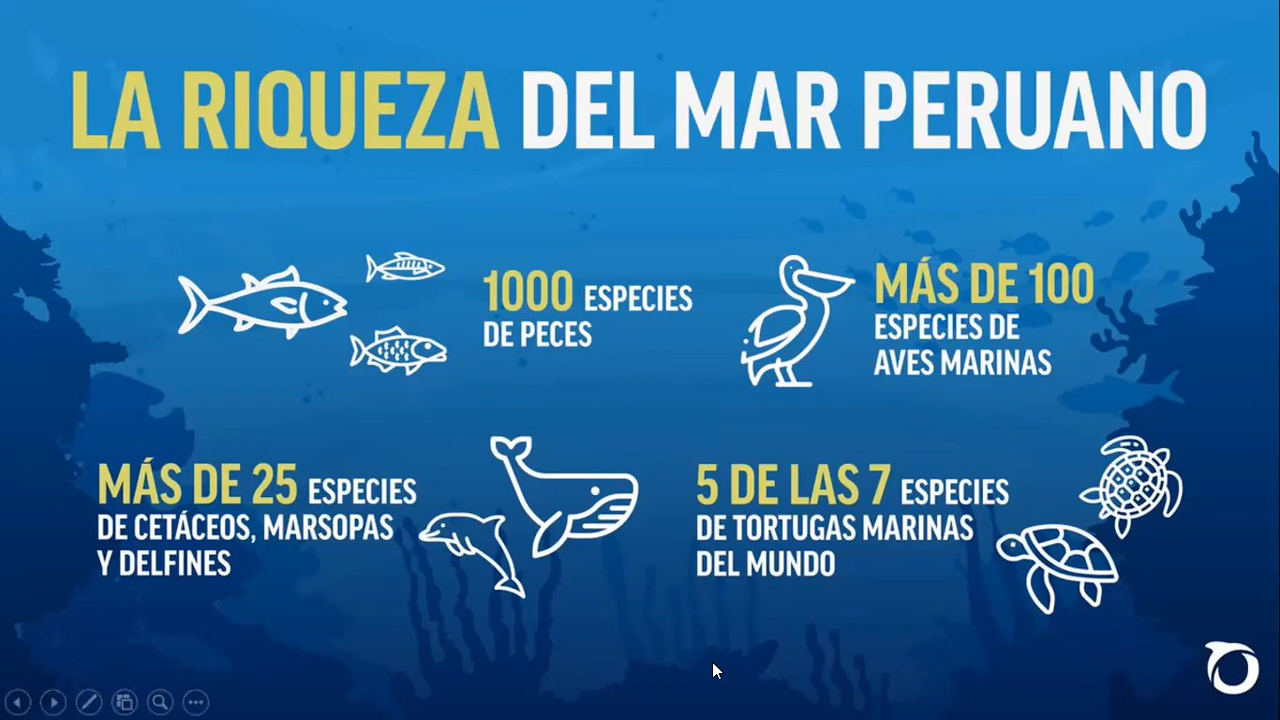 LA RIQUEZA DEL MAR PERUANO
1000 ESPECIES
DE PECES
MÁS DE 100
ESPECIES DE
AVES MARINAS
MÁS DE 25 ESPECIES
DE CETÁCEOS, MARSOPAS
Y DELFINES
5 DE LAS 7 ESPECIES
DE TORTUGAS MARINAS
DEL MUNDO